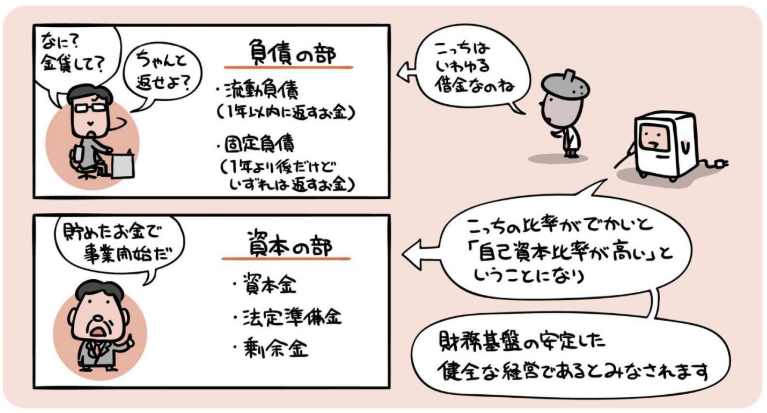 なに？
金貸して？
ちゃんと
返せよ？
負債の部
・流動負債
(1年以内に返すお金)
・固定負債
(1年より後だけど
いずれは返すお金)
こっちは
いわゆる
借金なのね
貯めたお金で
事業開始だ
資本の部
・資本金
・法定準備金
・剰余金
こっちの比率がでかいと
「自己資本比率が高い」と
いうことになり
財務基盤の安定した
健全な経営であるとみなされます